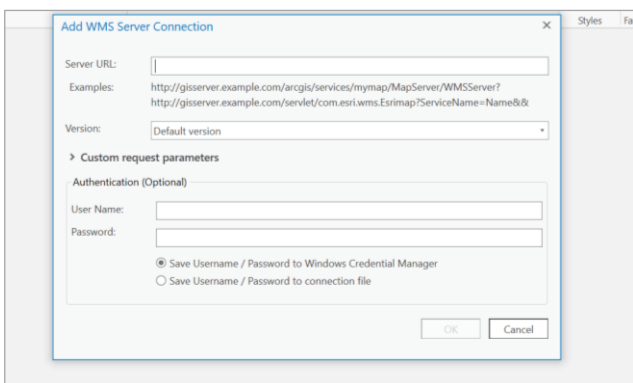 Add WMS Server Connection
Styles
Server URL:
Examples: http://gisserver.example.com/arcgis/services/mymap/MapServer/WMSServer?
http://gisserver.example.com/servlet/com.esri.wms.Esrimap?ServiceName=Name&&
Version: Default version
Custom request parameters
Authentication (Optional)
User Name:
Password:
Save Username / Password to Windows Credential Manager
Save Username / Password to connection file
OK Cancel